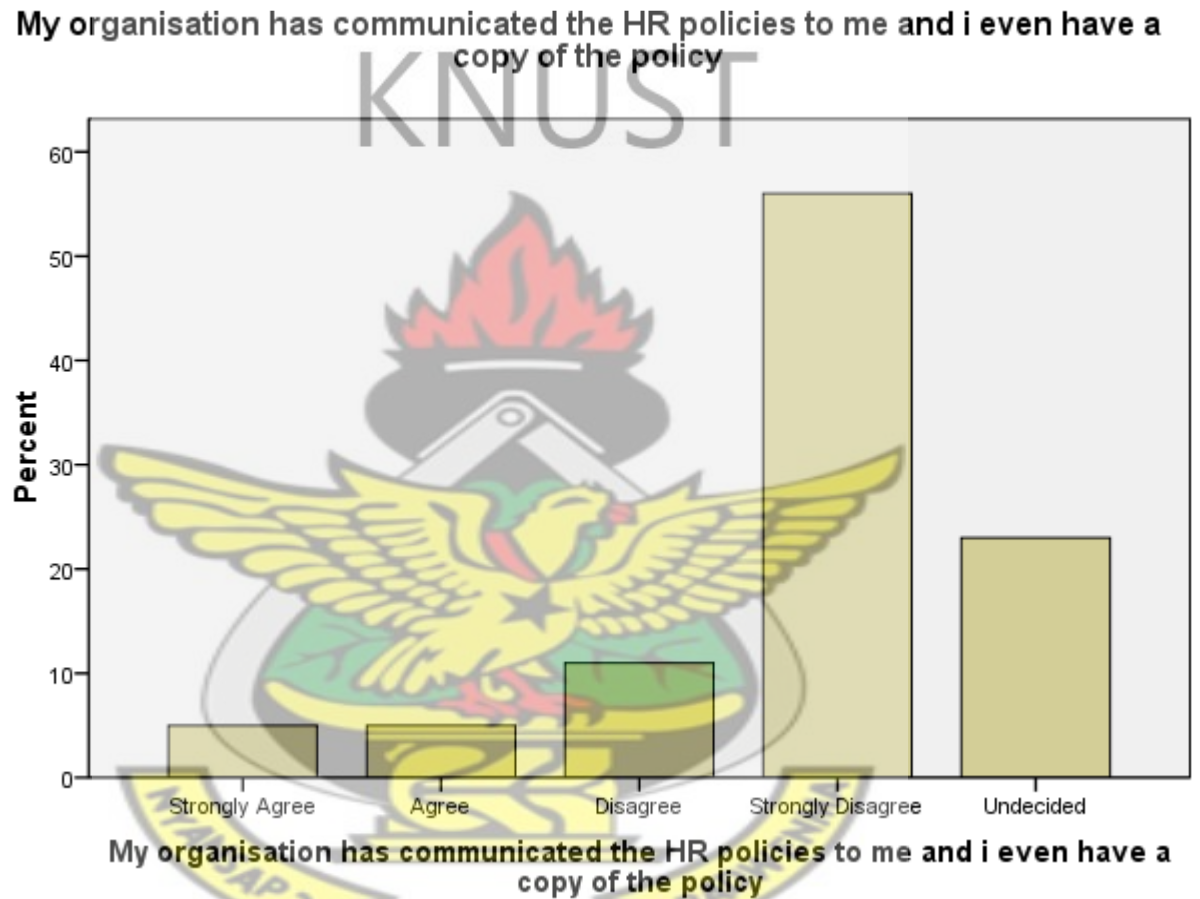 My organisation has communicated the HR policies to me and i even have a
copy of the policy
KNUST
60
50
40
30
20
10
0
Percent
Strongly Agree
Agree
Disagree
Strongly Disagree
Undecided
My organisation has communicated the HR policies to me and i even have a
copy of the policy